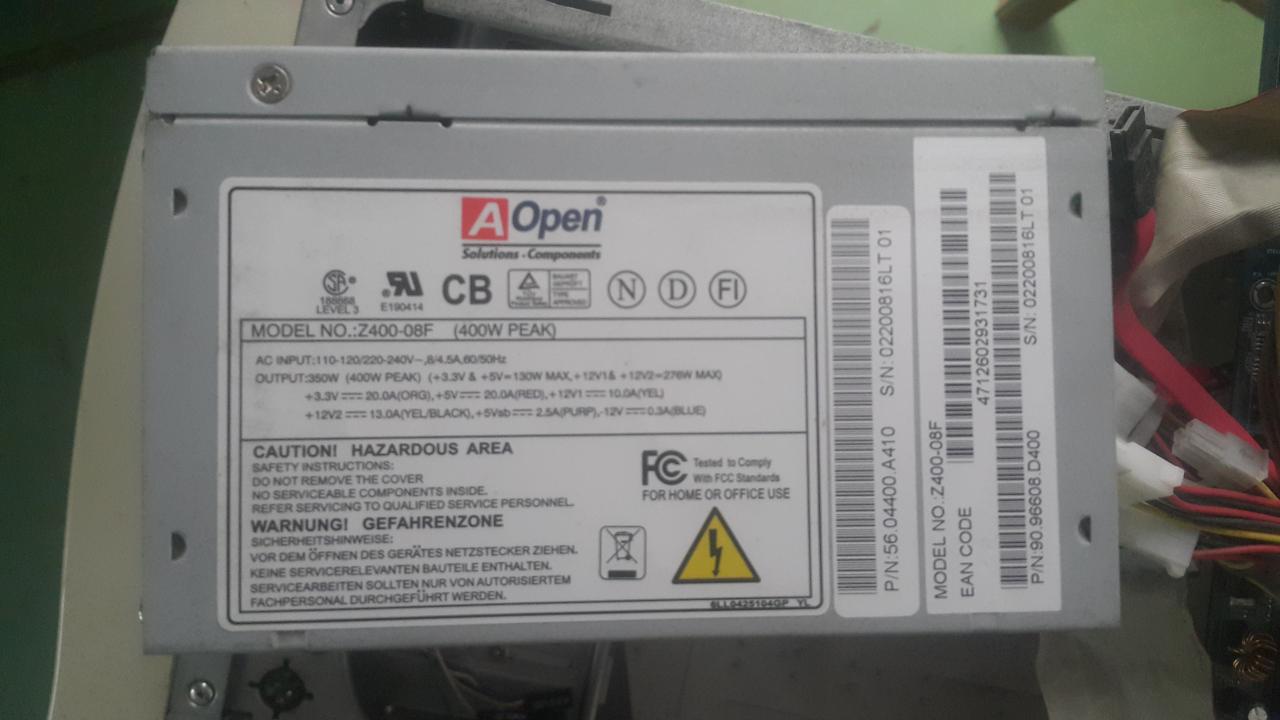 AOpen®
Solutions · Components
188868
LEVEL 3
E190414
CB
N D FI
MODEL NO.:Z400-08F (400W PEAK)
AC INPUT:110-120/220-240V~,8/4.5A,60/50Hz
OUTPUT:350W (400W PEAK) (+3.3V & +5V=130W MAX,+12V1& +12V2=276W MAX)
+3.3V 20.0A(ORG), +5V 20.0A(RED),+12V1 10.0A(YEL)
+12V2 13.0A(YEL/BLACK), +5Vsb 2.5A(PURP),-12V 0.3A(BLUE)
CAUTION! HAZARDOUS AREA
SAFETY INSTRUCTIONS:
DO NOT REMOVE THE COVER
NO SERVICEABLE COMPONENTS INSIDE.
REFER SERVICING TO QUALIFIED SERVICE PERSONNEL.
WARNUNG! GEFAHRENZONE
SICHERHEITSHINWEISE:
VOR DEM ÖFFNEN DES GERÄTES NETZSTECKER ZIEHEN.
KEINE SERVICERELEVANTEN BAUTEILE ENTHALTEN.
SERVICEARBEITEN SOLLTEN NUR VON AUTORISIERTEM
FACHPERSONAL DURCHGEFÜHRT WERDEN.
FC Tested to Comply
With FCC Standards
FOR HOME OR OFFICE USE
6LL0425104GP YL
P/N:56.04400.A410 S/N: 02200816LT 01
MODEL NO.:Z400-08F
EAN CODE
4712602931731
P/N:90.96608.D400 S/N: 02200816LT 01